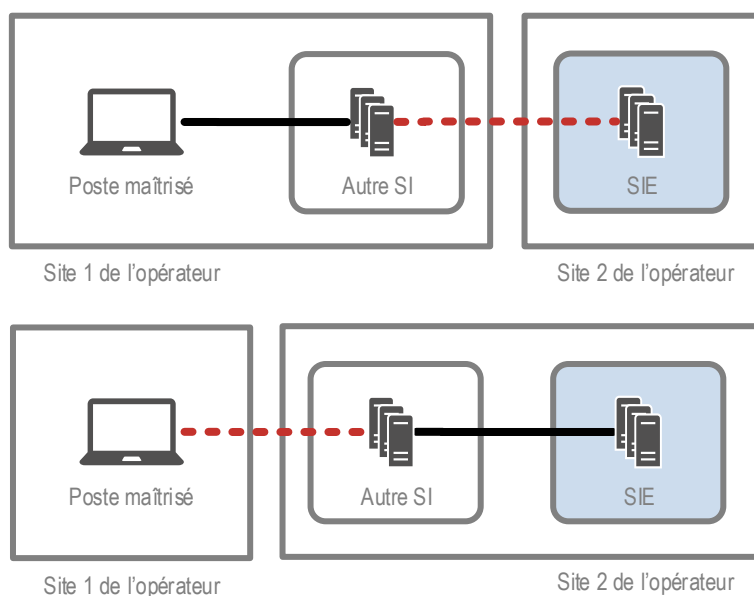 Poste maîtrisé
Autre SI
SIE
Site 1 de l'opérateur
Site 2 de l'opérateur
Poste maîtrisé
Autre SI
SIE
Site 1 de l'opérateur
Site 2 de l'opérateur